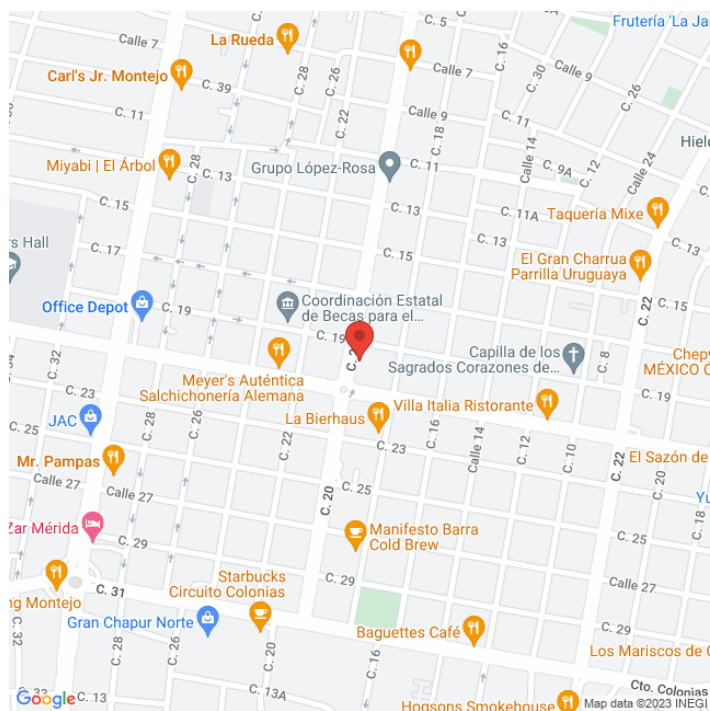 C. 5
C. 16
Frutería 'La Jar
Calle 7
La Rueda
C. 28
C. 26
Calle 7
C. 30
Carl's Jr. Montejo
C. 39
C. 26
C. 11
C. 22
Calle 9
C. 11
C. 18
Calle 14
C. 12
Calle 24
Hielo
Miyabi | El Árbol
C. 28
C. 13
Grupo López-Rosa
C. 11
C. 9A
C. 15
C. 13
C. 11A
Taquería Mixe
C. 13
C. 13
C. 17
C. 15
rs Hall
El Gran Charrua
Parrilla Uruguaya
C. 15
Office Depot
C. 19
Coordinación Estatal
de Becas para el...
C. 22
C. 19
C. 34
C. 32
Capilla de los
Sagrados Corazones de...
C. 8
Chepy
MÉXICO
Meyer's Auténtica
Salchichonería Alemana
C. 19
C. 23
La Bierhaus
Villa Italia Ristorante
JAC
C. 25
C. 28
C. 22
C. 23
C. 16
Calle 14
C. 12
C. 10
C. 22
El Sazón de
Mr. Pampas
Calle 27
Calle 27
C. 20
C. 25
C. 20
C. 18
Yu
Zar Mérida
C. 29
Manifesto Barra
Cold Brew
C. 25
C. 31
Starbucks
Circuito Colonias
C. 29
Calle 27
ng Montejo
Gran Chapur Norte
Baguettes Café
C. 29
C. 32
C. 28
C. 20
C. 16
Los Mariscos de C
C. 33
C. 13A
Cto. Colonias
Google
Hogsons Smokehouse
Map data ©2023 INEGI